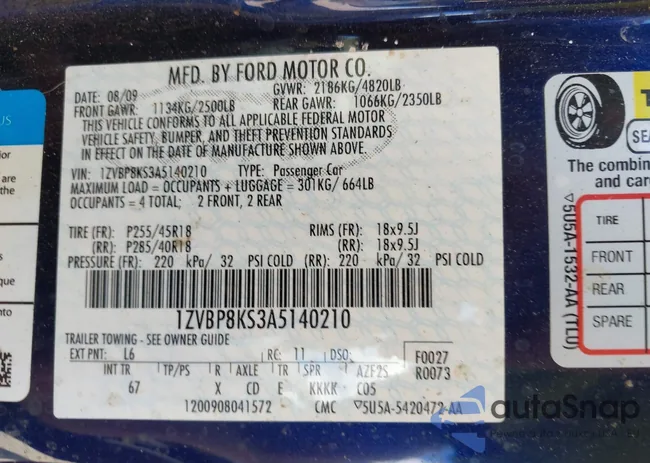 MFD. BY FORD MOTOR CO.
DATE: 08/09 GVWR: 2186KG/4820LB
FRONT GAWR: 1134KG/2500LB REAR GAWR: 1066KG/2350LB
THIS VEHICLE CONFORMS TO ALL APPLICABLE FEDERAL MOTOR
VEHICLE SAFETY, BUMPER, AND THEFT PREVENTION STANDARDS
IN EFFECT ON THE DATE OF MANUFACTURE SHOWN ABOVE.
VIN: 1ZVBP8KS3A5140210 TYPE: Passenger Car
MAXIMUM LOAD = OCCUPANTS + LUGGAGE = 301KG/ 664LB
OCCUPANTS = 4 TOTAL; 2 FRONT, 2 REAR
TIRE (FR): P255/45R18 RIMS (FR): 18x9.5J
(RR): P285/40R18 (RR): 18x9.5J
PRESSURE (FR): 220 kPa/ 32 PSI COLD (RR): 220 kPa/ 32 PSI COLD
1ZVBP8KS3A5140210
TRAILER TOWING - SEE OWNER GUIDE
EXT PNT: L6 RC: 11 DSO: F0027
INT TR TP/PS R AXLE TR SPR AZF2S R0073
67 X CD E KKKK C05
1200908041572 CMC ▽5U5A-5420472-AA
▽5U5A-1532-AA (TLU)
SEA
The combin
and car
TIRE
FRONT
REAR
SPARE
US
autoSnap